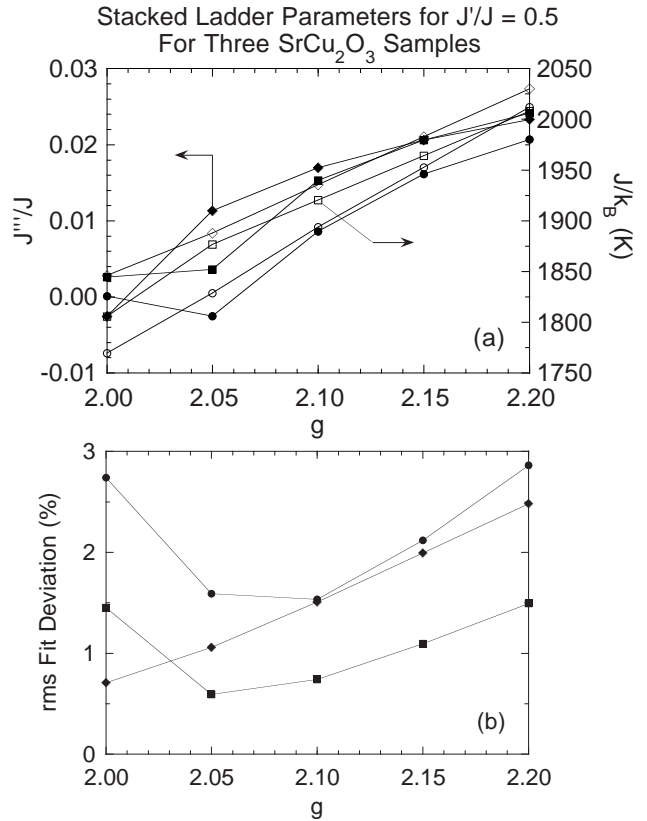 Stacked Ladder Parameters for J'/J = 0.5
For Three SrCu₂O₃ Samples
0.03
0.02
0.01
0.00
-0.01
J'''/J
2050
2000
1950
1900
1850
1800
1750
J/k_B (K)
(a)
2.00 2.05 2.10 2.15 2.20
g
3
2
1
0
rms Fit Deviation (%)
(b)
2.00 2.05 2.10 2.15 2.20
g